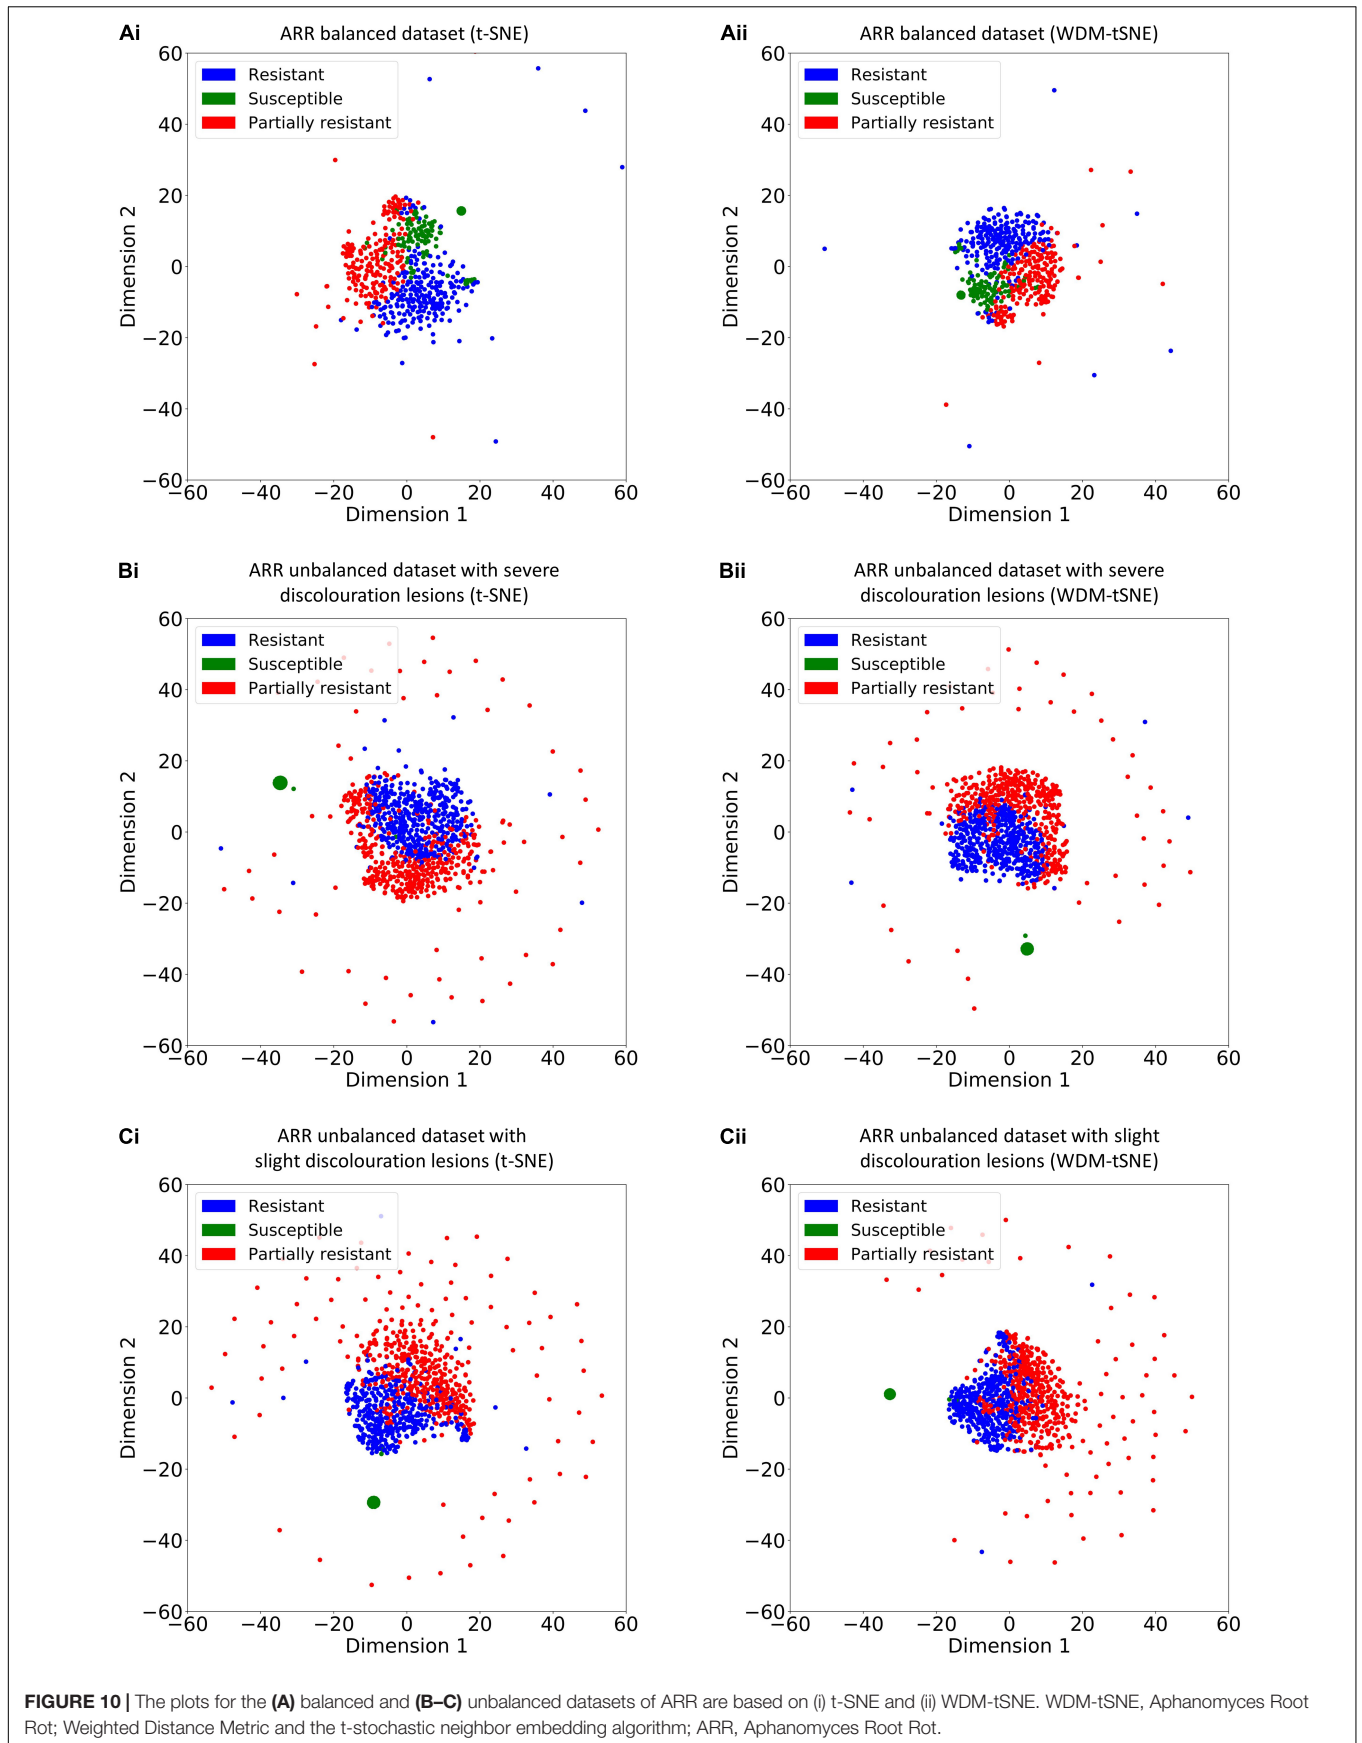 Ai
ARR balanced dataset (t-SNE)
Resistant
Susceptible
Partially resistant
60
40
20
0
−20
−40
−60
Dimension 2
−60 −40 −20 0 20 40 60
Dimension 1
Aii
ARR balanced dataset (WDM-tSNE)
Resistant
Susceptible
Partially resistant
60
40
20
0
−20
−40
−60
Dimension 2
−60 −40 −20 0 20 40 60
Dimension 1
Bi
ARR unbalanced dataset with severe
discolouration lesions (t-SNE)
Resistant
Susceptible
Partially resistant
60
40
20
0
−20
−40
−60
Dimension 2
−60 −40 −20 0 20 40 60
Dimension 1
Bii
ARR unbalanced dataset with severe
discolouration lesions (WDM-tSNE)
Resistant
Susceptible
Partially resistant
60
40
20
0
−20
−40
−60
Dimension 2
−60 −40 −20 0 20 40 60
Dimension 1
Ci
ARR unbalanced dataset with
slight discolouration lesions (t-SNE)
Resistant
Susceptible
Partially resistant
60
40
20
0
−20
−40
−60
Dimension 2
−60 −40 −20 0 20 40 60
Dimension 1
Cii
ARR unbalanced dataset with slight
discolouration lesions (WDM-tSNE)
Resistant
Susceptible
Partially resistant
60
40
20
0
−20
−40
−60
Dimension 2
−60 −40 −20 0 20 40 60
Dimension 1
FIGURE 10 | The plots for the (A) balanced and (B–C) unbalanced datasets of ARR are based on (i) t-SNE and (ii) WDM-tSNE. WDM-tSNE, Aphanomyces Root
Rot; Weighted Distance Metric and the t-stochastic neighbor embedding algorithm; ARR, Aphanomyces Root Rot.